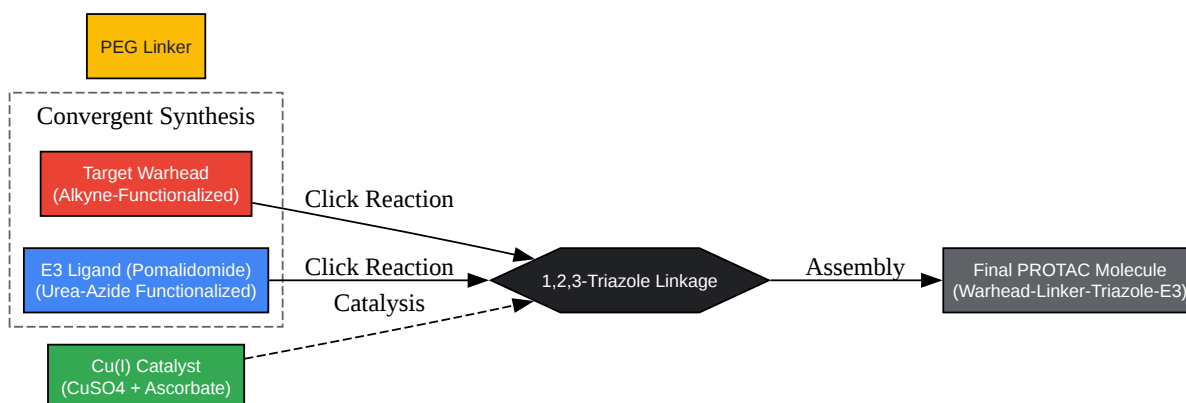 PEG Linker
Convergent Synthesis
Target Warhead
(Alkyne-Functionalized)
Click Reaction
E3 Ligand (Pomalidomide)
(Urea-Azide Functionalized)
Click Reaction
Catalysis
1,2,3-Triazole Linkage
Assembly
Final PROTAC Molecule
(Warhead-Linker-Triazole-E3)
Cu(I) Catalyst
(CuSO4 + Ascorbate)